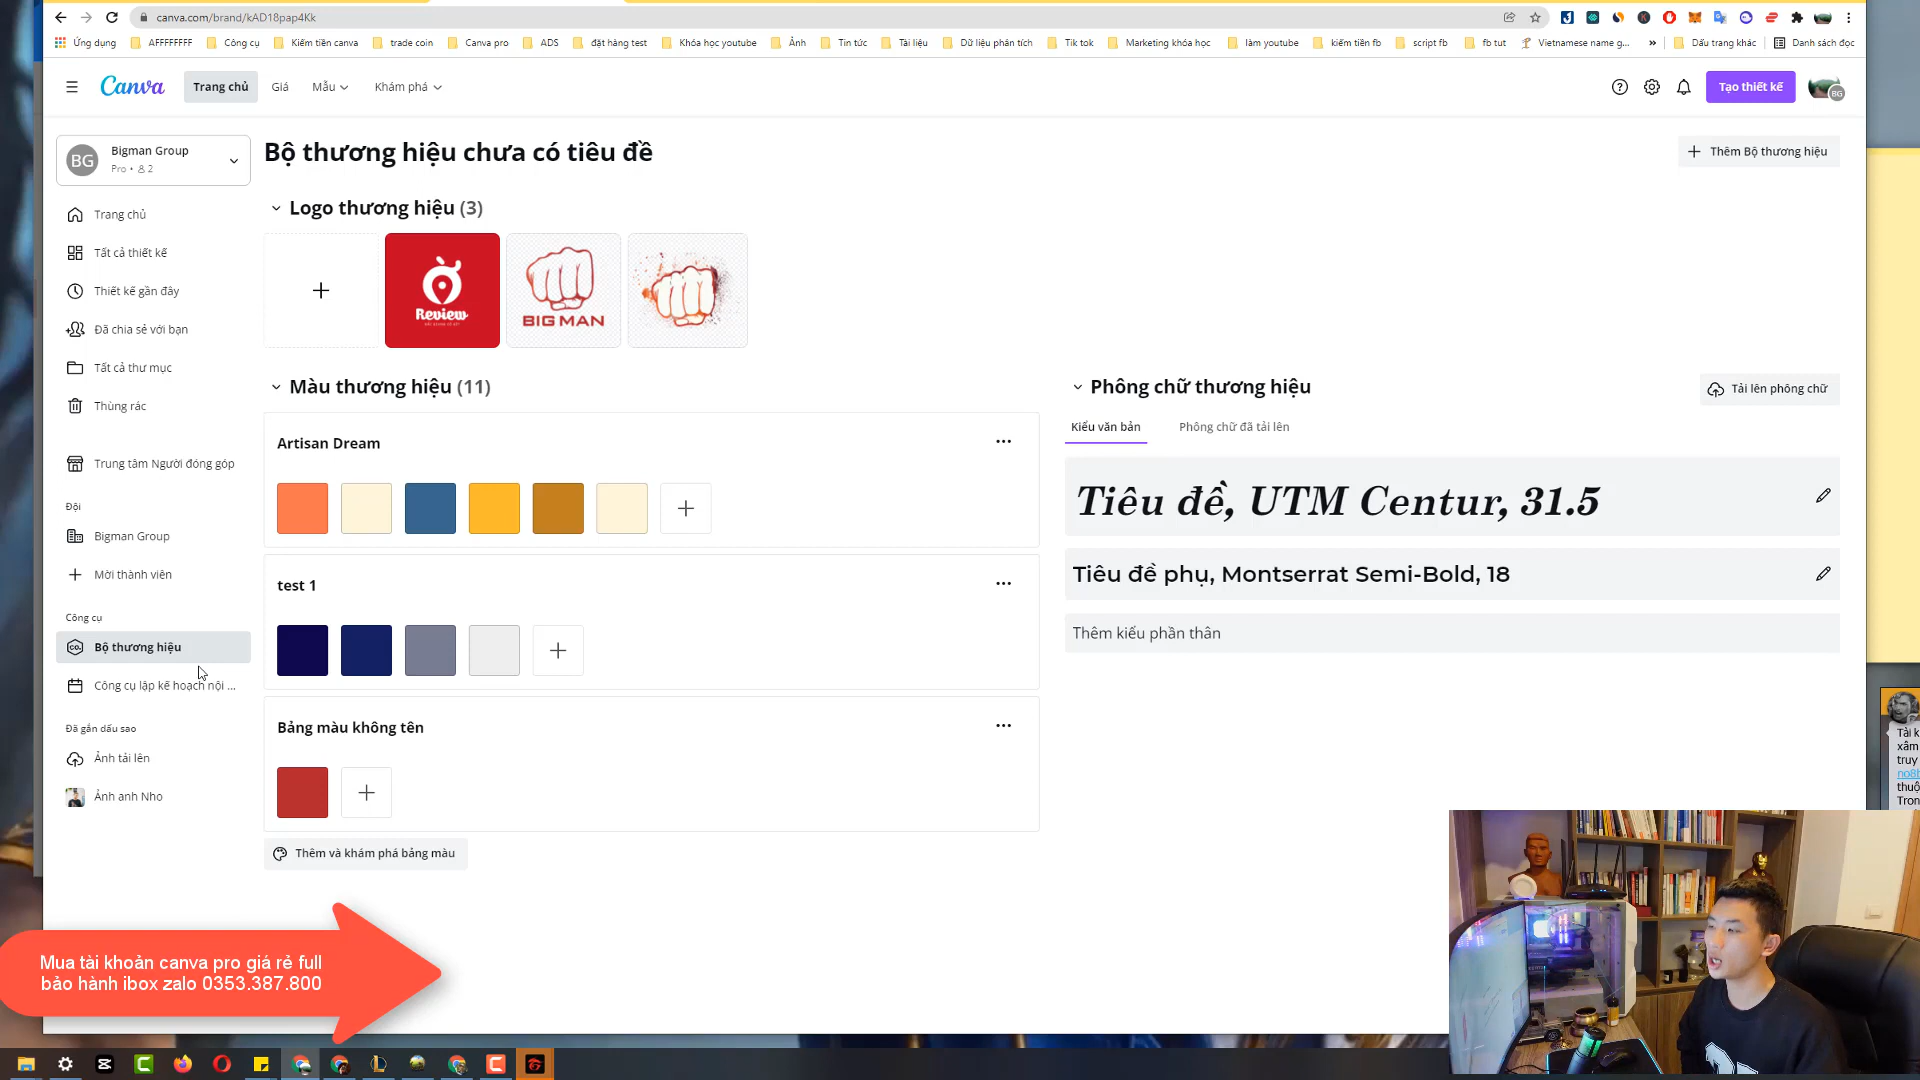 canva.com/brand/kAD18pap4Kk
Ứng dụng
AFFFFFFFF
Công cụ
Kiếm tiền canva
trade coin
Canva pro
ADS
đặt hàng test
Khóa học youtube
Ảnh
Tin tức
Tài liệu
Dữ liệu phân tích
Tik tok
Marketing khóa học
làm youtube
kiếm tiền fb
script fb
fb tut
Vietnamese name g...
»
Dấu trang khác
Danh sách đọc
Canva
Trang chủ
Giá
Mẫu
Khám phá
Tạo thiết kế
BG
BG
Bigman Group
Pro • 2
Bộ thương hiệu chưa có tiêu đề
Thêm Bộ thương hiệu
Trang chủ
Tất cả thiết kế
Thiết kế gần đây
Đã chia sẻ với bạn
Tất cả thư mục
Thùng rác
Trung tâm Người đóng góp
Đội
Bigman Group
Mời thành viên
Công cụ
Bộ thương hiệu
Công cụ lập kế hoạch nội ...
Đã gắn dấu sao
Ảnh tải lên
Ảnh anh Nho
Logo thương hiệu (3)
Review
BIG MAN
Màu thương hiệu (11)
Artisan Dream
test 1
Bảng màu không tên
Thêm và khám phá bảng màu
Phông chữ thương hiệu
Tải lên phông chữ
Kiểu văn bản
Phông chữ đã tải lên
Tiêu đề, UTM Centur, 31.5
Tiêu đề phụ, Montserrat Semi-Bold, 18
Thêm kiểu phần thân
Tài k
xâm
truy
no8b
thuộ
Tron
Mua tài khoản canva pro giá rẻ full
bảo hành ibox zalo 0353.387.800